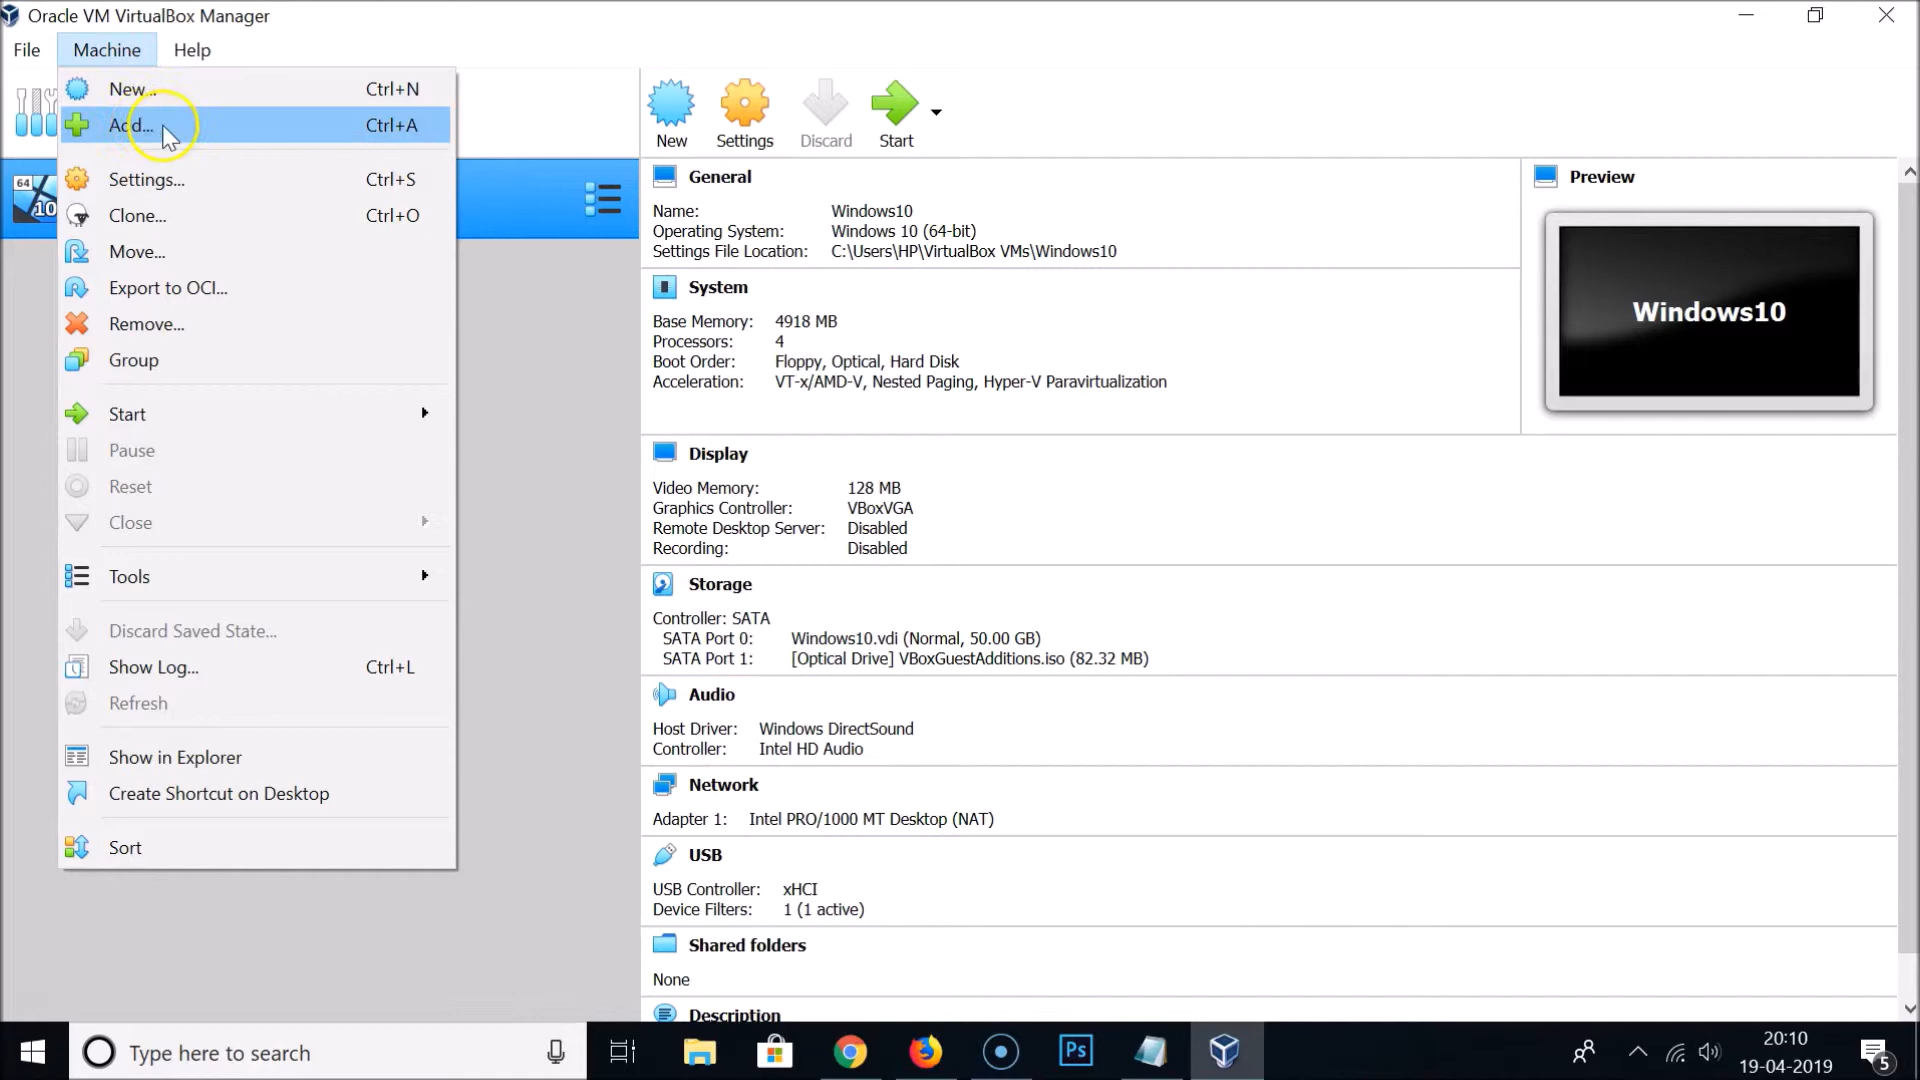 Oracle VM VirtualBox Manager
File Machine Help
New... Ctrl+N
Add... Ctrl+A
Settings... Ctrl+S
Clone... Ctrl+O
Move...
Export to OCI...
Remove...
Group
Start
Pause
Reset
Close
Tools
Discard Saved State...
Show Log... Ctrl+L
Refresh
Show in Explorer
Create Shortcut on Desktop
Sort
64
10
New Settings Discard Start
General
Name: Windows10
Operating System: Windows 10 (64-bit)
Settings File Location: C:\Users\HP\VirtualBox VMs\Windows10
Preview
Windows10
System
Base Memory: 4918 MB
Processors: 4
Boot Order: Floppy, Optical, Hard Disk
Acceleration: VT-x/AMD-V, Nested Paging, Hyper-V Paravirtualization
Display
Video Memory: 128 MB
Graphics Controller: VBoxVGA
Remote Desktop Server: Disabled
Recording: Disabled
Storage
Controller: SATA
SATA Port 0: Windows10.vdi (Normal, 50.00 GB)
SATA Port 1: [Optical Drive] VBoxGuestAdditions.iso (82.32 MB)
Audio
Host Driver: Windows DirectSound
Controller: Intel HD Audio
Network
Adapter 1: Intel PRO/1000 MT Desktop (NAT)
USB
USB Controller: xHCI
Device Filters: 1 (1 active)
Shared folders
None
Description
Type here to search
Ps
20:10
19-04-2019
5